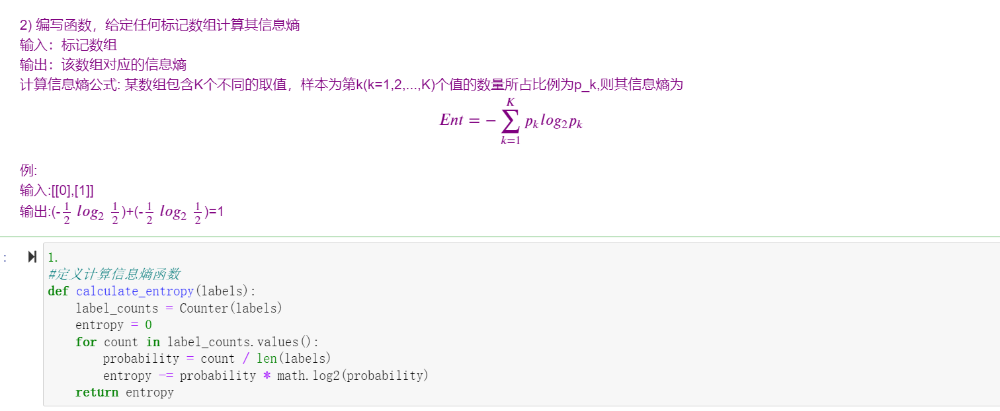 2) 编写函数，给定任何标记数组计算其信息熵
输入：标记数组
输出：该数组对应的信息熵
计算信息熵公式: 某数组包含K个不同的取值，样本为第k(k=1,2,...,K)个值的数量所占比例为p_k,则其信息熵为
$Ent = -\sum_{k=1}^{K} p_k log_2 p_k$
例:
输入:[[0],[1]]
输出:(-$\frac{1}{2}$ $log_2$ $\frac{1}{2}$)+(-$\frac{1}{2}$ $log_2$ $\frac{1}{2}$)=1
:
1.
#定义计算信息熵函数
def calculate_entropy(labels):
    label_counts = Counter(labels)
    entropy = 0
    for count in label_counts.values():
        probability = count / len(labels)
        entropy -= probability * math.log2(probability)
    return entropy